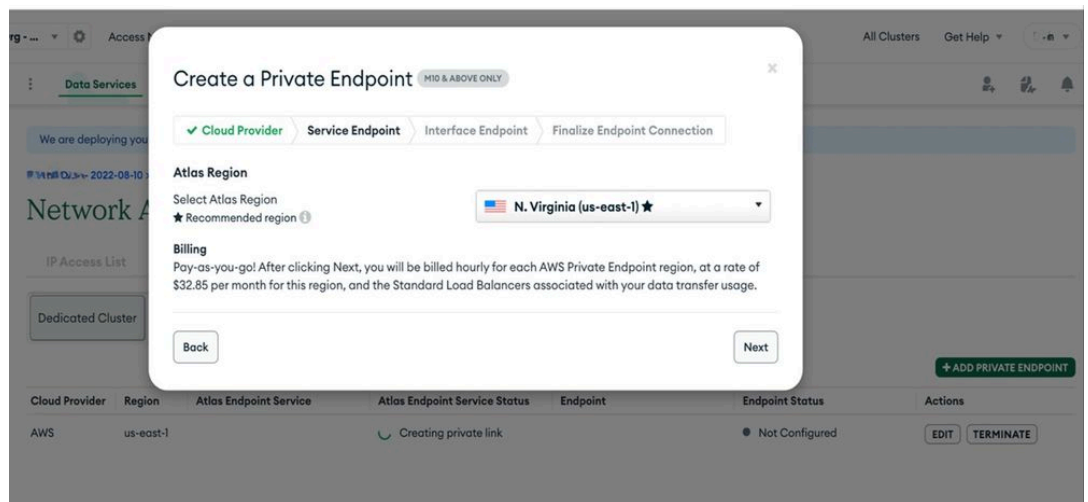 rg - ...
Access
All Clusters
Get Help
Data Services
Create a Private Endpoint M10 & ABOVE ONLY
Cloud Provider
Service Endpoint
Interface Endpoint
Finalize Endpoint Connection
We are deploying you
2022-08-10
Network A
IP Access List
Dedicated Cluster
Atlas Region
Select Atlas Region
★ Recommended region
N. Virginia (us-east-1) ★
Billing
Pay-as-you-go! After clicking Next, you will be billed hourly for each AWS Private Endpoint region, at a rate of
$32.85 per month for this region, and the Standard Load Balancers associated with your data transfer usage.
Back
Next
+ ADD PRIVATE ENDPOINT
Cloud Provider Region Atlas Endpoint Service Atlas Endpoint Service Status Endpoint Endpoint Status Actions
AWS us-east-1 Creating private link Not Configured EDIT TERMINATE